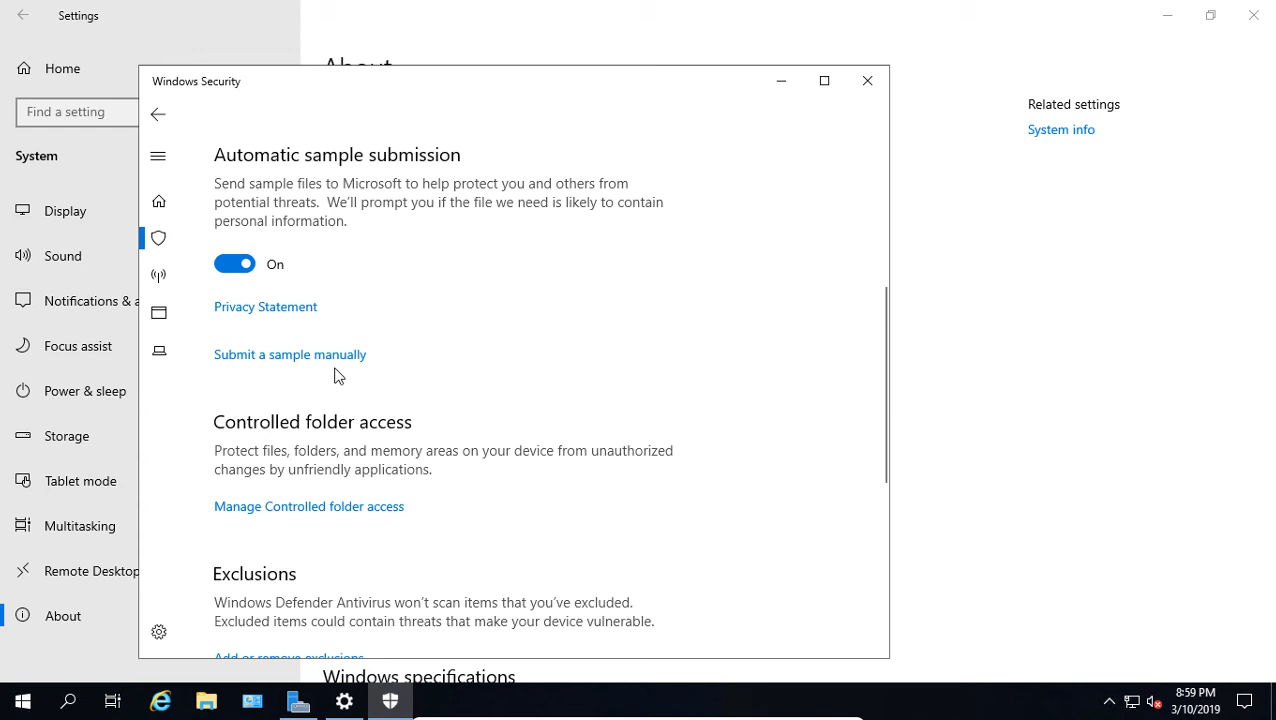 Settings
Home
Find a setting
System
Display
Sound
Notifications & a
Focus assist
Power & sleep
Storage
Tablet mode
Multitasking
Remote Desktop
About
About
Related settings
System info
Windows Security
Automatic sample submission
Send sample files to Microsoft to help protect you and others from
potential threats.  We'll prompt you if the file we need is likely to contain
personal information.
On
Privacy Statement
Submit a sample manually
Controlled folder access
Protect files, folders, and memory areas on your device from unauthorized
changes by unfriendly applications.
Manage Controlled folder access
Exclusions
Windows Defender Antivirus won't scan items that you've excluded.
Excluded items could contain threats that make your device vulnerable.
Add or remove exclusions
Windows specifications
8:59 PM
3/10/2019